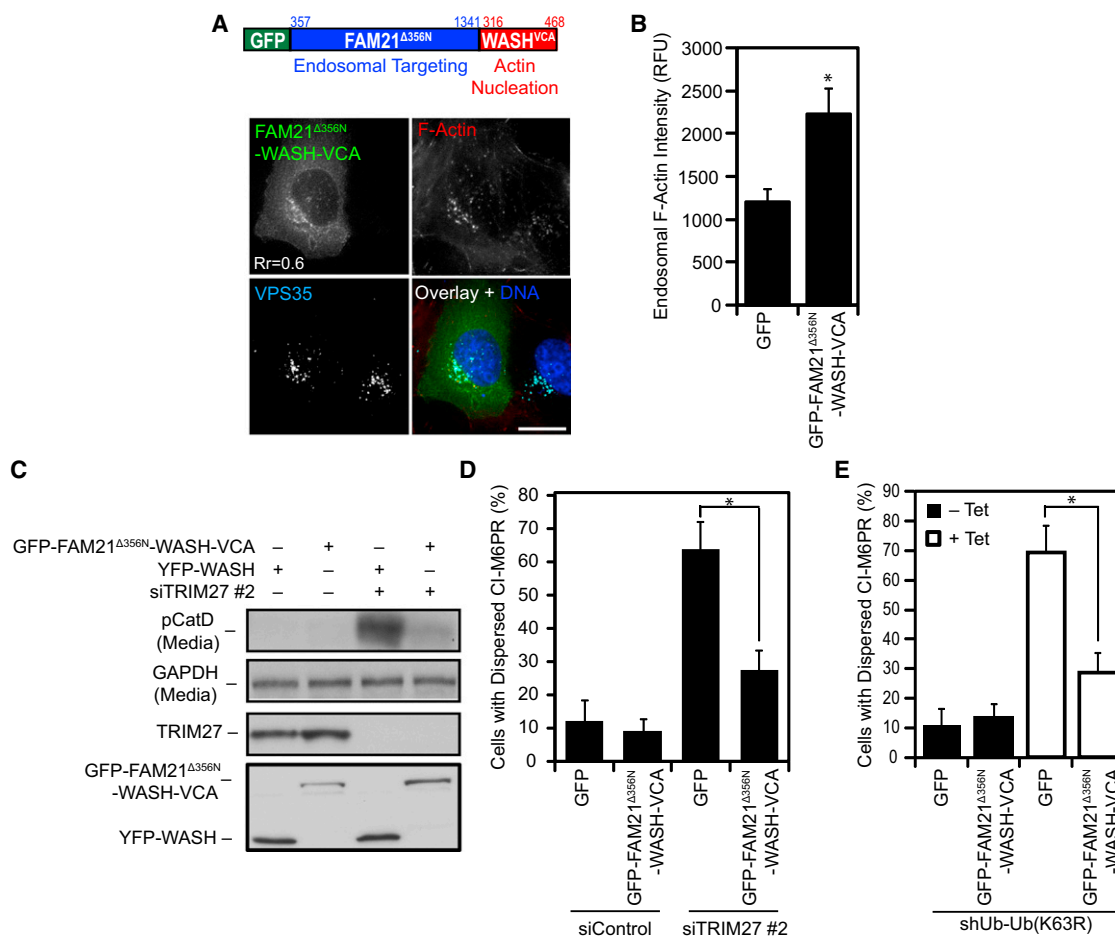 A
357 1341 316 468
GFP FAM21Δ356N WASHVCA
Endosomal Targeting
Actin
Nucleation
FAM21Δ356N
-WASH-VCA
F-Actin
Rr=0.6
VPS35
Overlay + DNA
B
Endosomal F-Actin Intensity (RFU)
3000
2500
2000
1500
1000
500
0
*
GFP
GFP-FAM21Δ356N
-WASH-VCA
C
GFP-FAM21Δ356N-WASH-VCA – + – +
YFP-WASH + – + –
siTRIM27 #2 – – + +
pCatD –
(Media)
GAPDH –
(Media)
TRIM27 –
GFP-FAM21Δ356N –
-WASH-VCA
YFP-WASH –
D
Cells with Dispersed CI-M6PR (%)
80
70
60
50
40
30
20
10
0
*
GFP
GFP-FAM21Δ356N
-WASH-VCA
GFP
GFP-FAM21Δ356N
-WASH-VCA
siControl
siTRIM27 #2
E
Cells with Dispersed CI-M6PR (%)
90
80
70
60
50
40
30
20
10
0
– Tet
+ Tet
*
GFP
GFP-FAM21Δ356N
-WASH-VCA
GFP
GFP-FAM21Δ356N
-WASH-VCA
shUb-Ub(K63R)